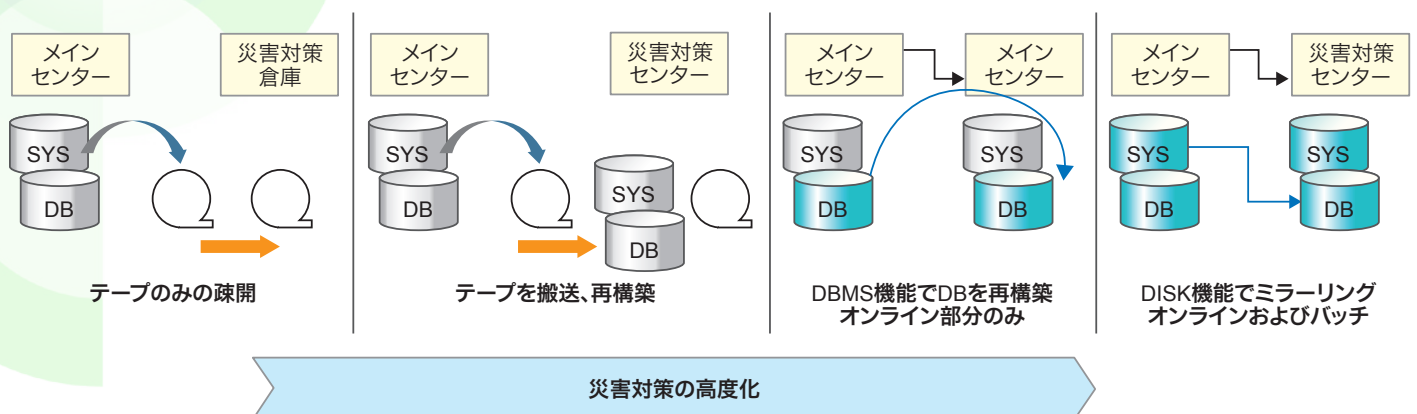 メイン
センター
災害対策
倉庫
SYS
DB
テープのみの疎開
メイン
センター
災害対策
センター
SYS
DB
SYS
DB
テープを搬送、再構築
メイン
センター
メイン
センター
SYS
DB
SYS
DB
DBMS機能でDBを再構築
オンライン部分のみ
メイン
センター
災害対策
センター
SYS
DB
SYS
DB
DISK機能でミラーリング
オンラインおよびバッチ
災害対策の高度化